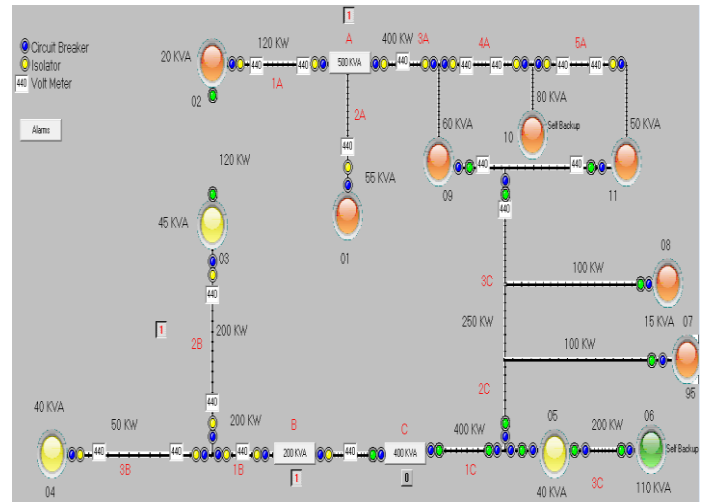 1
A
Circuit Breaker
Isolator
440 Volt Meter
Alarms
20 KVA
120 KW
400 KW
3A
4A
5A
440
440
500 KVA
440
440
440
440
440
1A
02
2A
60 KVA
80 KVA
50 KVA
10
Self Backup
440
440
440
120 KW
55 KVA
09
11
45 KVA
03
01
440
440
08
100 KW
3C
1
200 KW
2B
250 KW
15 KVA
07
100 KW
440
2C
95
40 KVA
50 KW
200 KW
B
C
400 KW
05
200 KW
06
440
440
440
200 KVA
440
400 KVA
Self Backup
04
3B
1B
1
0
1C
40 KVA
3C
110 KVA